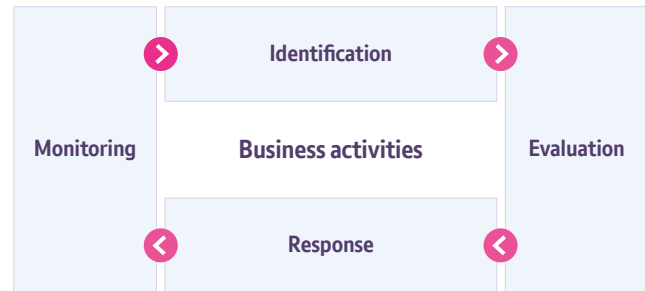 Identification
Monitoring
Business activities
Evaluation
Response